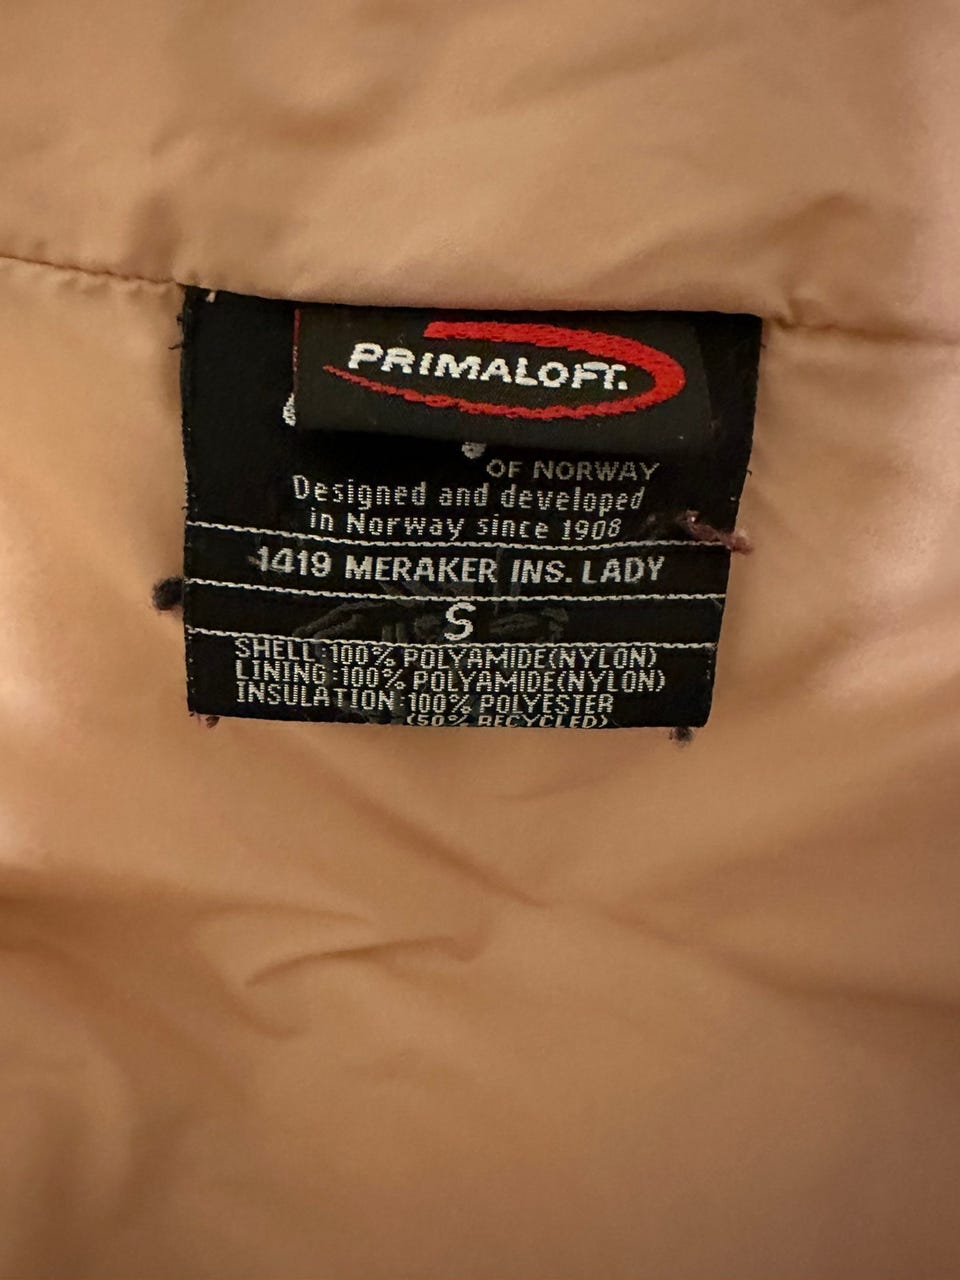 PRIMALOFT.
OF NORWAY
Designed and developed
in Norway since 1908
1419 MERAKER INS. LADY
S
SHELL:100% POLYAMIDE(NYLON)
LINING:100% POLYAMIDE(NYLON)
INSULATION:100% POLYESTER
(50% RECYCLED)